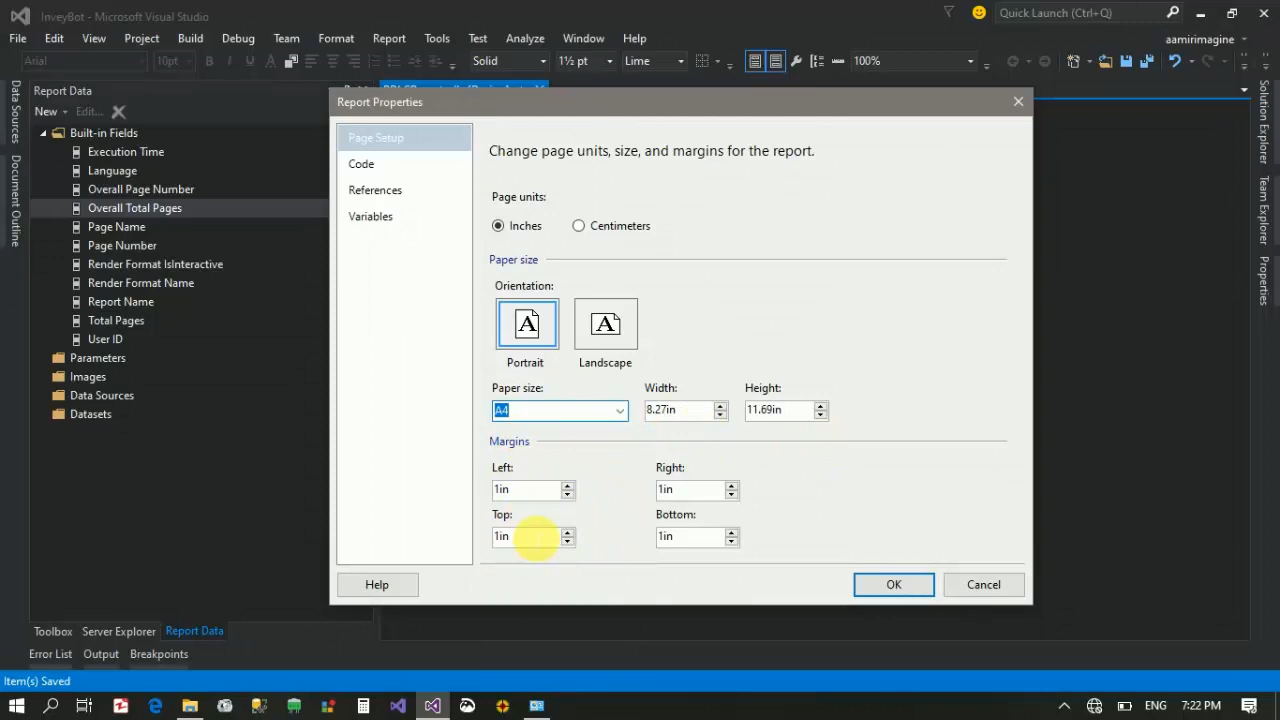 InveyBot - Microsoft Visual Studio
Quick Launch (Ctrl+Q)
File Edit View Project Build Debug Team Format Report Tools Test Analyze Window Help
aamirimagine
Arial 10pt B I U A Solid 1½ pt Lime 100%
Data Sources
Document Outline
Report Data
New Edit...
Built-in Fields
Execution Time
Language
Overall Page Number
Overall Total Pages
Page Name
Page Number
Render Format IsInteractive
Render Format Name
Report Name
Total Pages
User ID
Parameters
Images
Data Sources
Datasets
Report Properties
Page Setup
Code
References
Variables
Change page units, size, and margins for the report.
Page units:
Inches Centimeters
Paper size
Orientation:
A A
Portrait Landscape
Paper size: Width: Height:
A4 8.27in 11.69in
Margins
Left: Right:
1in 1in
Top: Bottom:
1in 1in
Help OK Cancel
Solution Explorer
Team Explorer
Properties
Toolbox Server Explorer Report Data
Error List Output Breakpoints
Item(s) Saved
ENG 7:22 PM